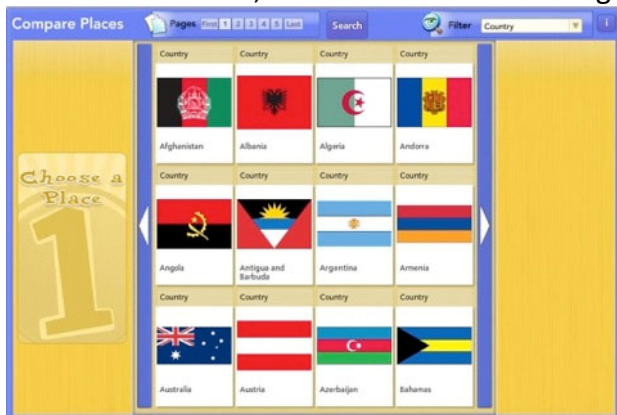 Compare Places
Pages First 1 2 3 4 5 Last
Search
Filter Country
i
Choose a
Place
1
Country Country Country Country
Afghanistan Albania Algeria Andorra
Country Country Country Country
Angola Antigua and Barbuda Argentina Armenia
Country Country Country Country
Australia Austria Azerbaijan Bahamas